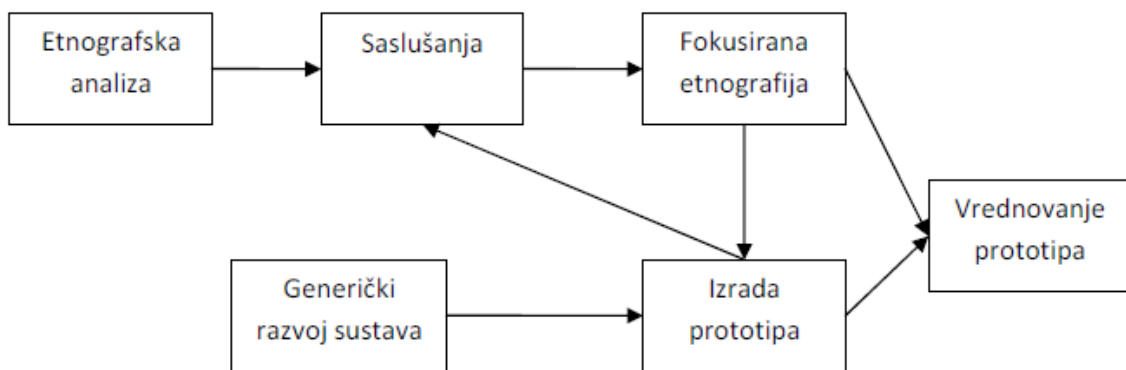 Etnografska
analiza
Saslušanja
Fokusirana
etnografija
Vrednovanje
prototipa
Generički
razvoj sustava
Izrada
prototipa